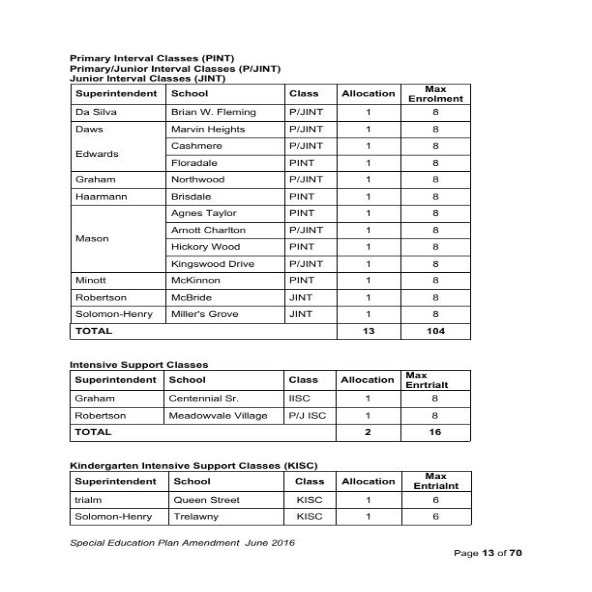 Primary Interval Classes (PINT)
Primary/Junior Interval Classes (P/JINT)
Junior Interval Classes (JINT)
Superintendent School Class Allocation Max Enrolment
Da Silva Brian W. Fleming P/JINT 1 8
Daws Marvin Heights P/JINT 1 8
Edwards Cashmere P/JINT 1 8
Floradale PINT 1 8
Graham Northwood P/JINT 1 8
Haarmann Brisdale PINT 1 8
Mason Agnes Taylor PINT 1 8
Arnott Charlton P/JINT 1 8
Hickory Wood PINT 1 8
Kingswood Drive P/JINT 1 8
Minott McKinnon PINT 1 8
Robertson McBride JINT 1 8
Solomon-Henry Miller's Grove JINT 1 8
TOTAL 13 104
Intensive Support Classes
Superintendent School Class Allocation Max Enrtrialt
Graham Centennial Sr. IISC 1 8
Robertson Meadowvale Village P/J ISC 1 8
TOTAL 2 16
Kindergarten Intensive Support Classes (KISC)
Superintendent School Class Allocation Max Entrialnt
trialm Queen Street KISC 1 6
Solomon-Henry Trelawny KISC 1 6
Special Education Plan Amendment June 2016
Page 13 of 70